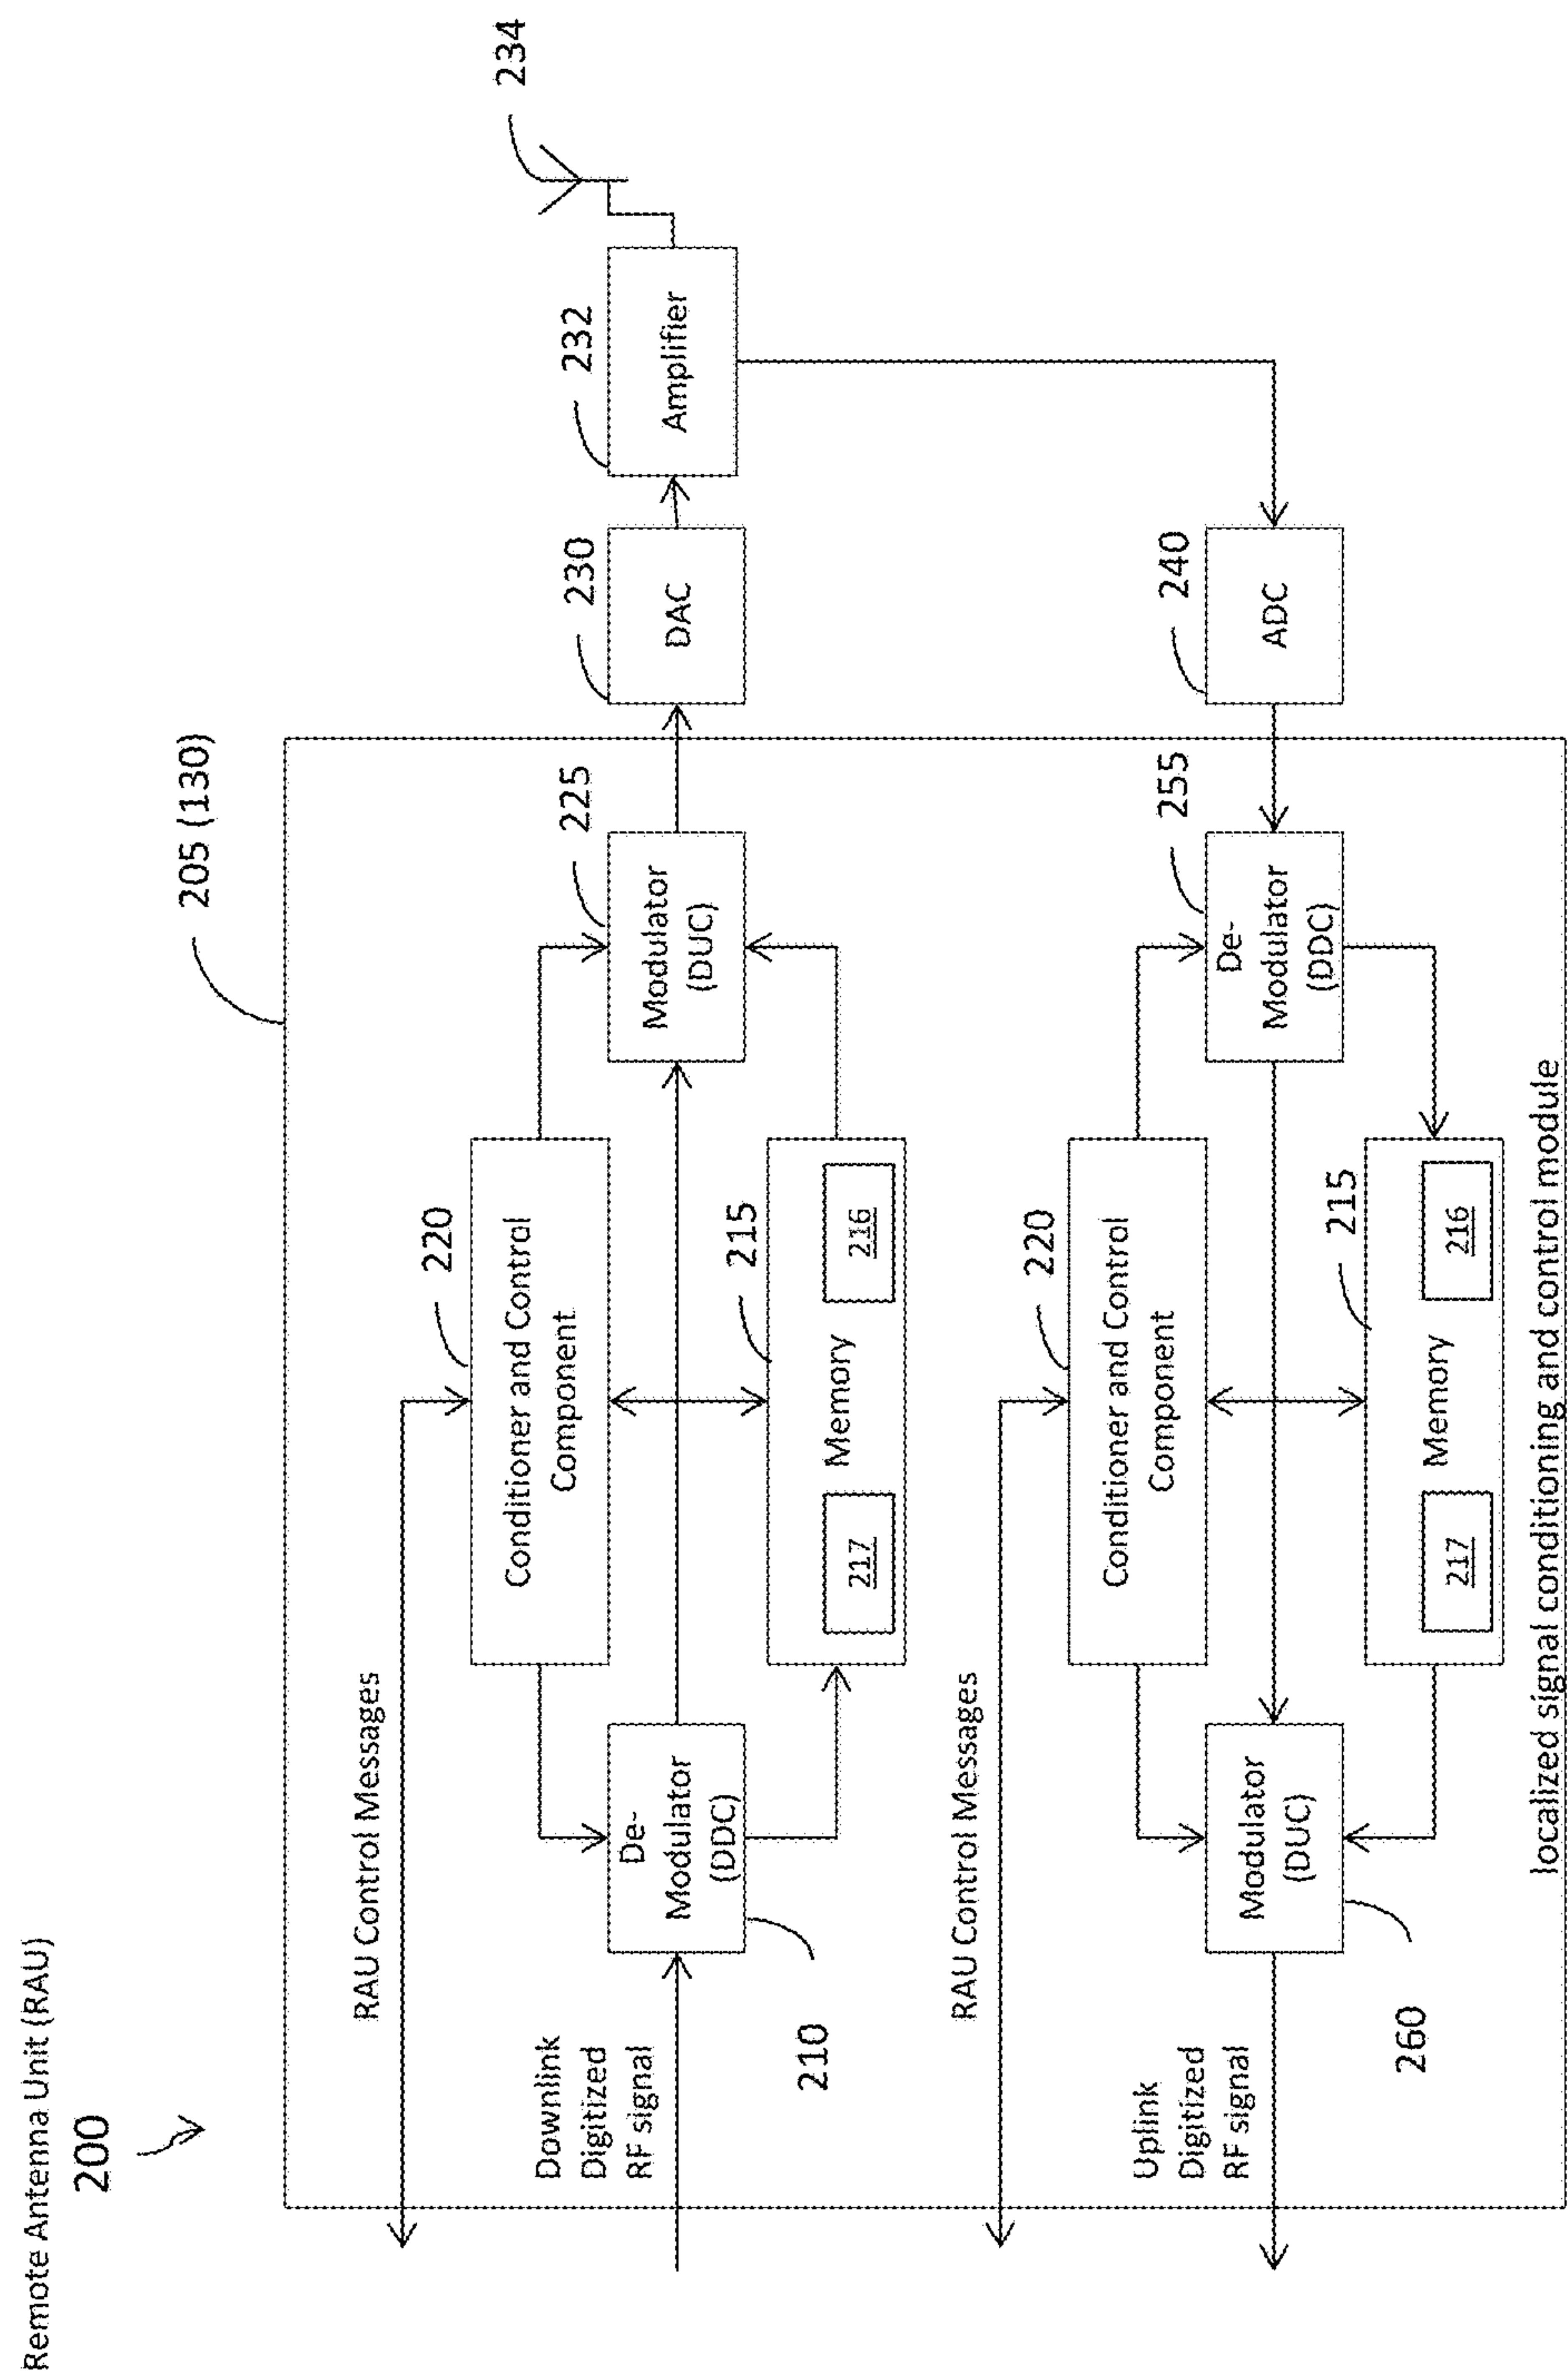 Remote Antenna Unit (RAU)
200
205 (130)
RAU Control Messages
220
Conditioner and Control
Component
Downlink
Digitized
RF signal
De-
Modulator
(DDC)
210
215
217
Memory
216
225
Modulator
(DUC)
230
DAC
232
Amplifier
234
RAU Control Messages
220
Conditioner and Control
Component
Uplink
Digitized
RF signal
Modulator
(DUC)
260
215
217
Memory
216
255
De-
Modulator
(DDC)
240
ADC
localized signal conditioning and control module